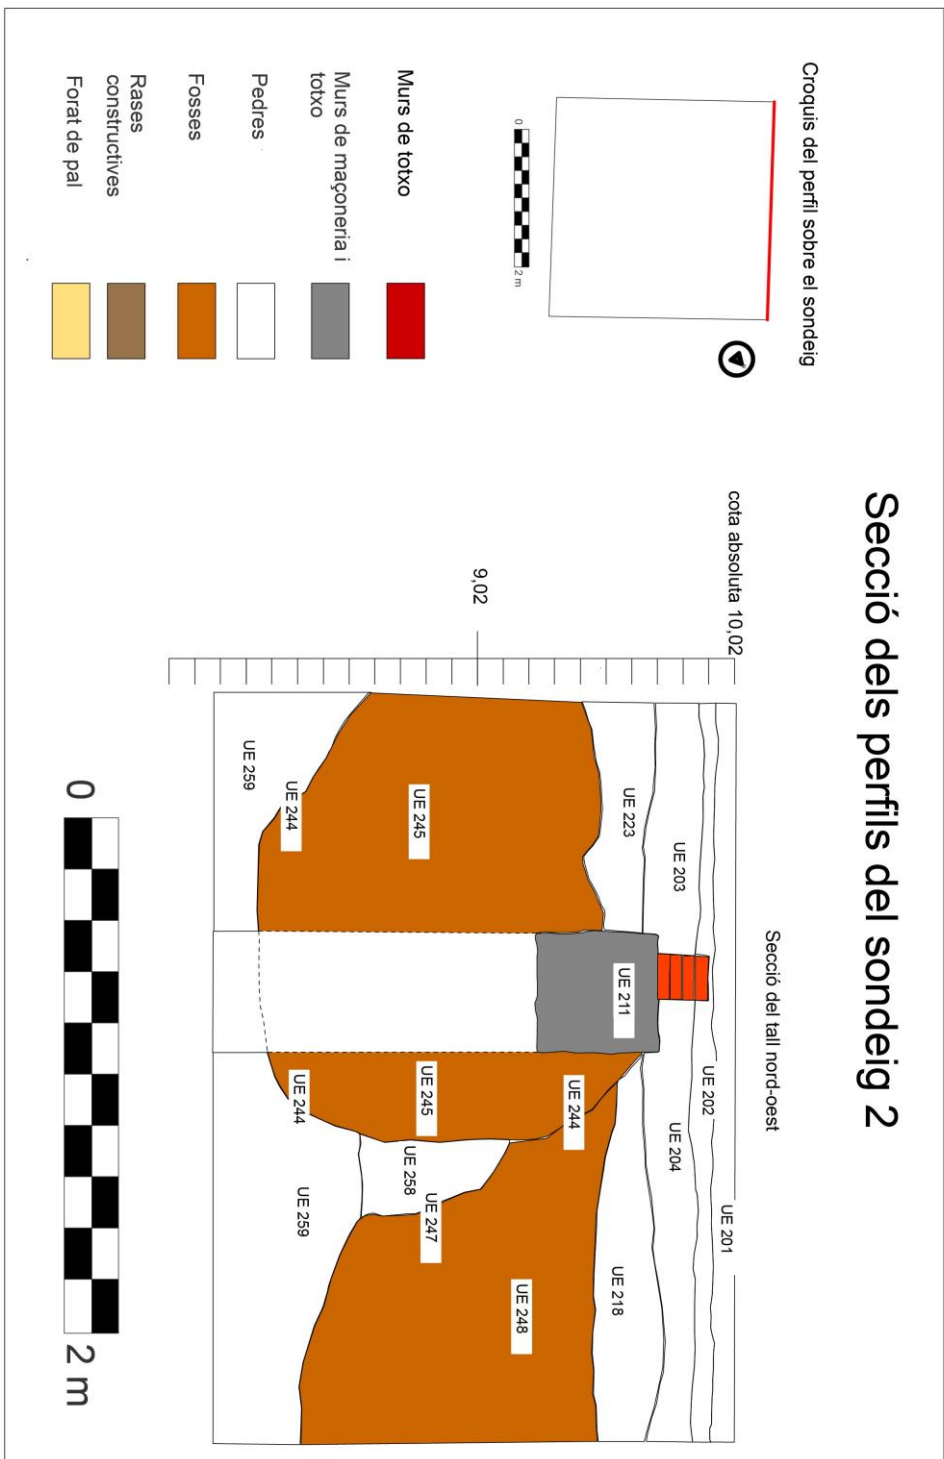 Secció dels perfils del sondeig 2
Croquis del perfil sobre el sondeig
0
2 m
Murs de totxo
Murs de maçoneria i
totxo
Pedres
Fosses
Rases
constructives
Forat de pal
cota absoluta 10,02
9,02
Secció del tall nord-oest
UE 201
UE 202
UE 203
UE 204
UE 223
UE 211
UE 218
UE 244
UE 248
UE 245
UE 245
UE 247
UE 258
UE 244
UE 244
UE 259
UE 259
0
2 m